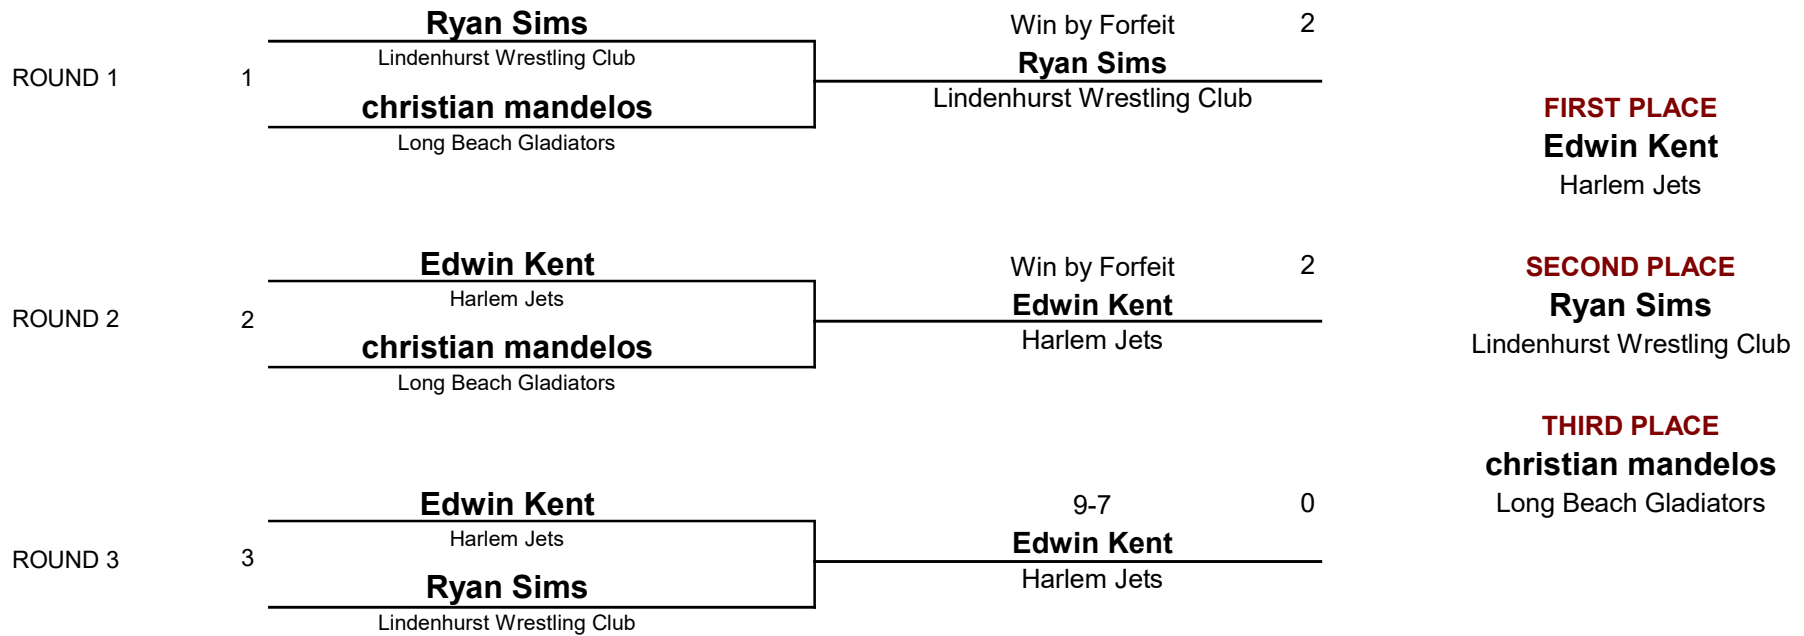 ROUND 1
1
Ryan Sims
Lindenhurst Wrestling Club
christian mandelos
Long Beach Gladiators
Win by Forfeit 2
Ryan Sims
Lindenhurst Wrestling Club
ROUND 2
2
Edwin Kent
Harlem Jets
christian mandelos
Long Beach Gladiators
Win by Forfeit 2
Edwin Kent
Harlem Jets
ROUND 3
3
Edwin Kent
Harlem Jets
Ryan Sims
Lindenhurst Wrestling Club
9-7 0
Edwin Kent
Harlem Jets
FIRST PLACE
Edwin Kent
Harlem Jets
SECOND PLACE
Ryan Sims
Lindenhurst Wrestling Club
THIRD PLACE
christian mandelos
Long Beach Gladiators